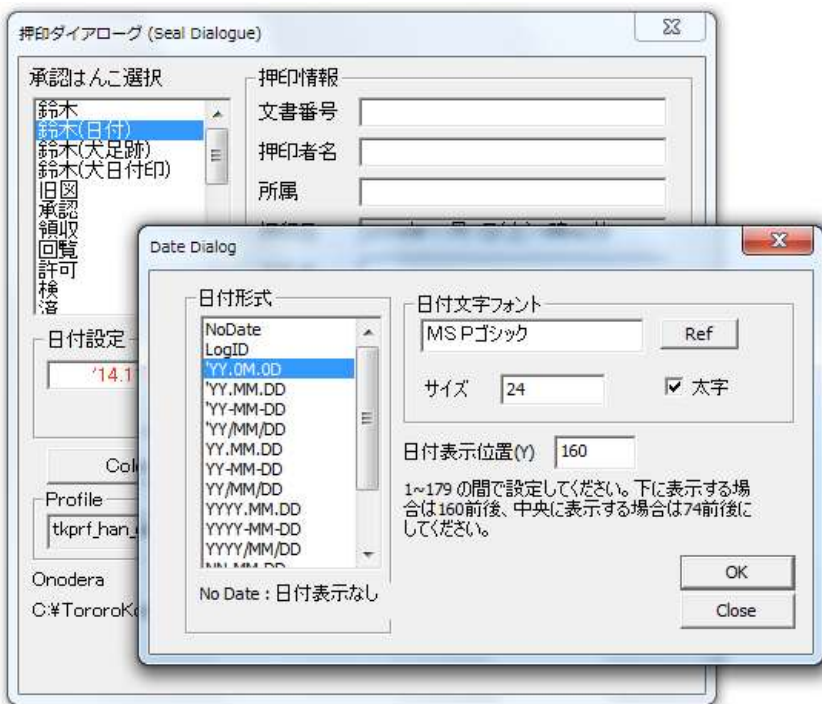 押印ダイアローグ (Seal Dialogue)
承認はんこ選択
鈴木
鈴木(日付)
鈴木(犬足跡)
鈴木(犬日付印)
旧図
承認
領収
回覧
許可
検
済
押印情報
文書番号
押印者名
所属
日付設定
'14.1
Col
Profile
tkprf_han_
Onodera
C:¥TororoK
Date Dialog
日付形式
NoDate
LogID
'YY.0M.0D
'YY.MM.DD
'YY-MM-DD
'YY/MM/DD
YY.MM.DD
YY-MM-DD
YY/MM/DD
YYYY.MM.DD
YYYY-MM-DD
YYYY/MM/DD
No Date : 日付表示なし
日付文字フォント
MS Pゴシック
Ref
サイズ 24
太字
日付表示位置(Y) 160
1~179 の間で設定してください。下に表示する場
合は160前後、中央に表示する場合は74前後に
してください。
OK
Close